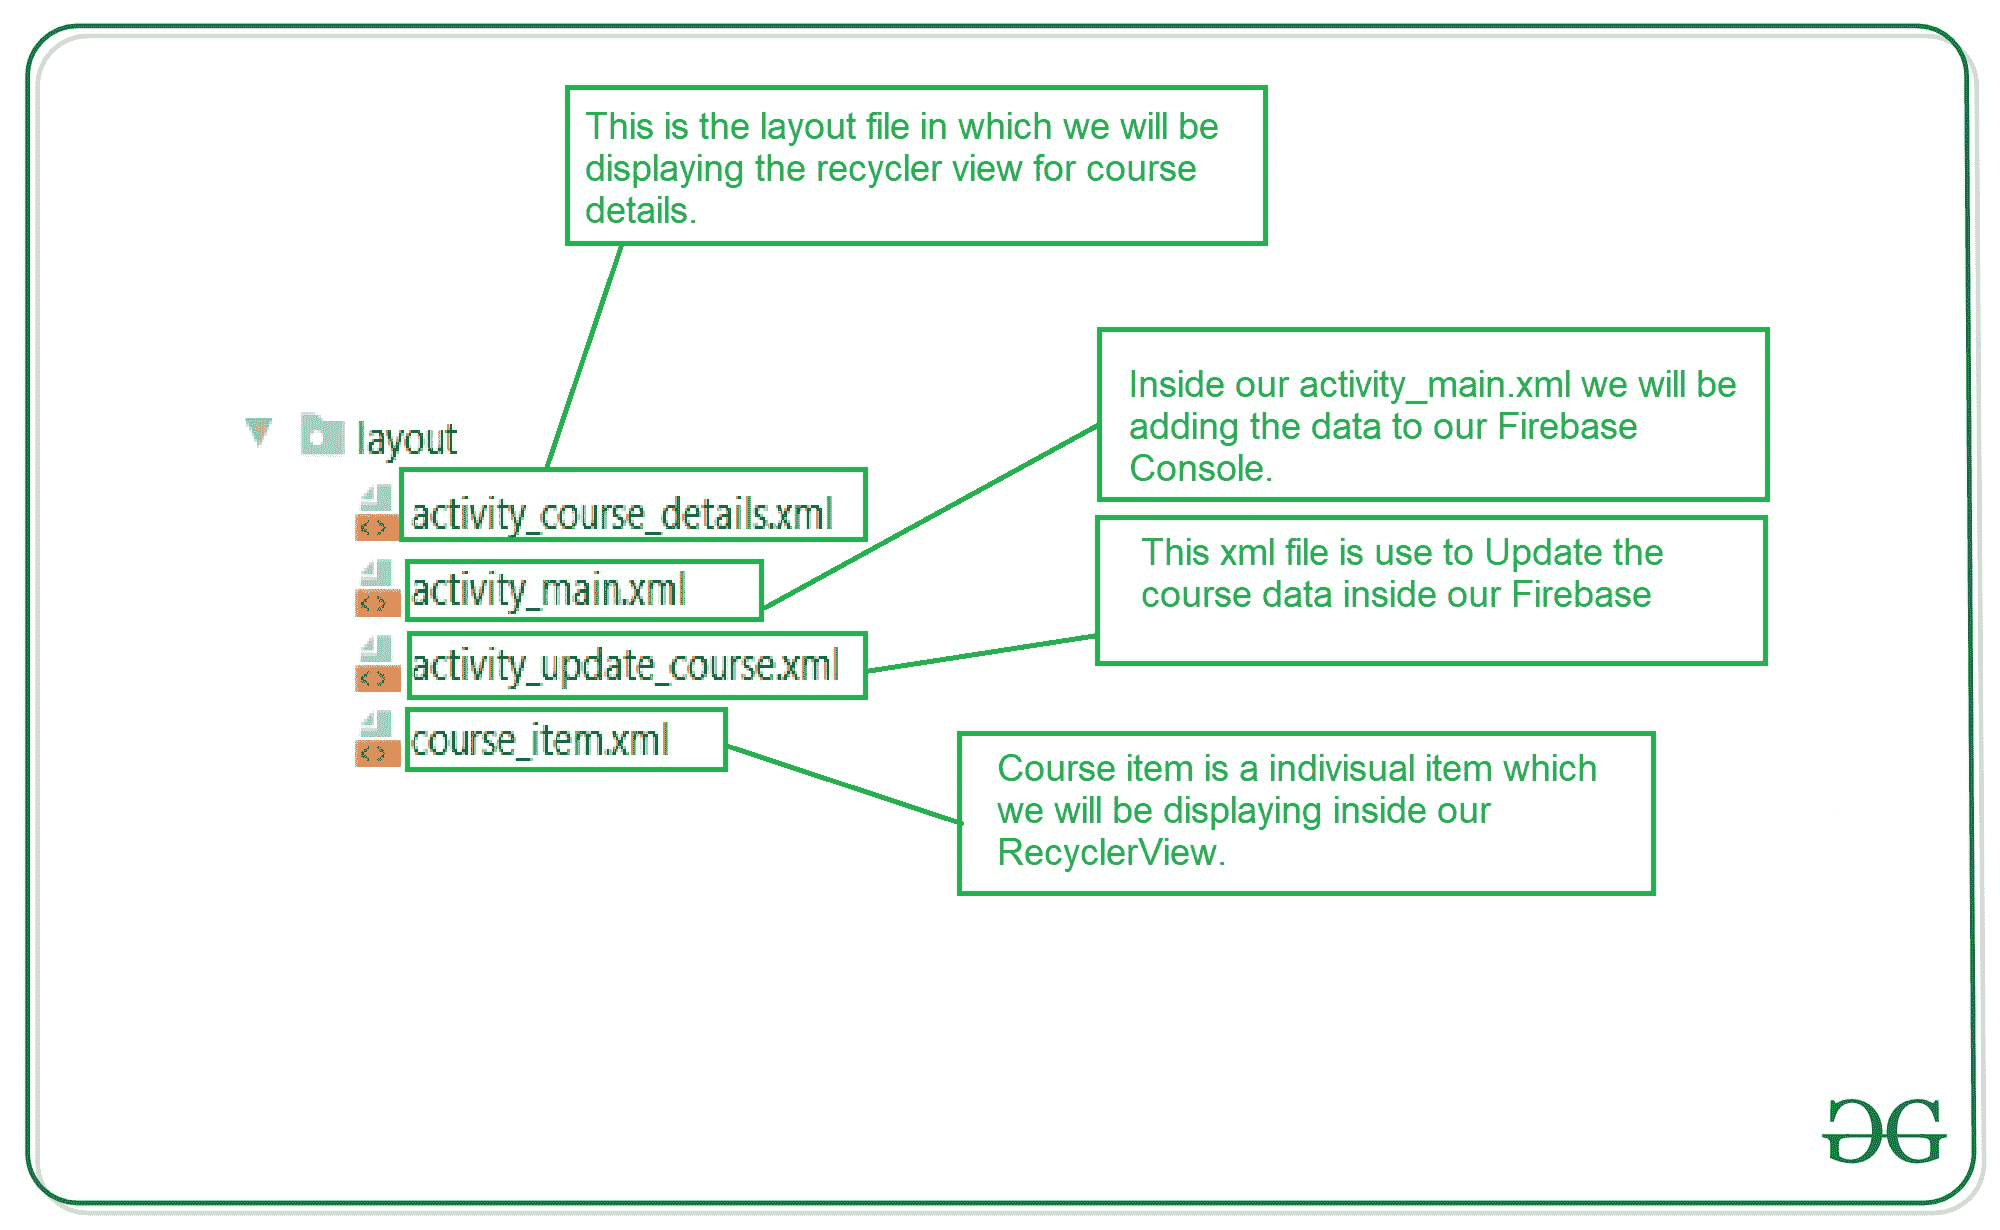 This is the layout file in which we will be
displaying the recycler view for course
details.
Inside our activity_main.xml we will be
adding the data to our Firebase
Console.
layout
activity_course_details.xml
activity_main.xml
activity_update_course.xml
course_item.xml
This xml file is use to Update the
course data inside our Firebase
Course item is a indivisual item which
we will be displaying inside our
RecyclerView.